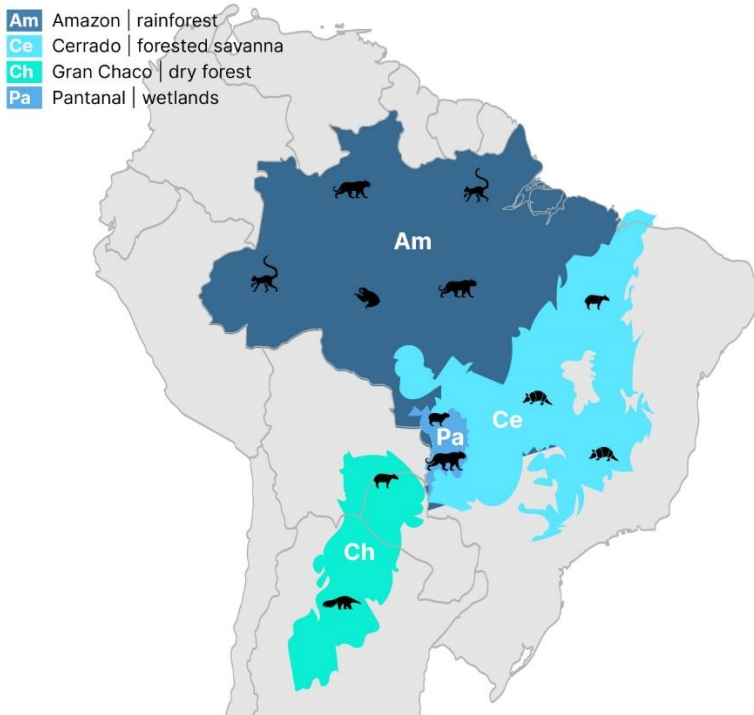 Am Amazon | rainforest
Ce Cerrado | forested savanna
Ch Gran Chaco | dry forest
Pa Pantanal | wetlands
Am
Pa
Ce
Ch